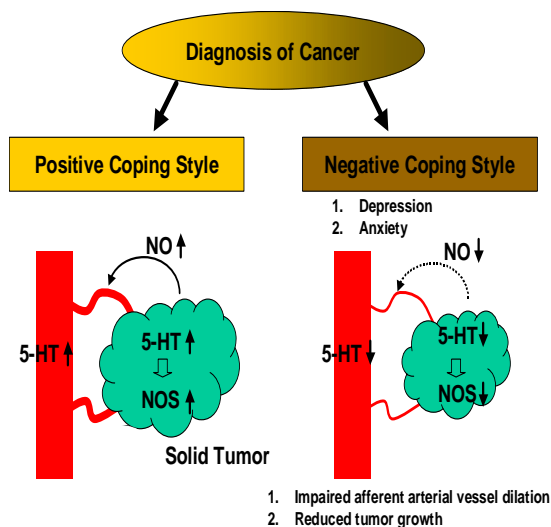 Diagnosis of Cancer
Positive Coping Style
Negative Coping Style
1. Depression
2. Anxiety
NO
5-HT
5-HT
NOS
Solid Tumor
NO
5-HT
5-HT
NOS
1. Impaired afferent arterial vessel dilation
2. Reduced tumor growth